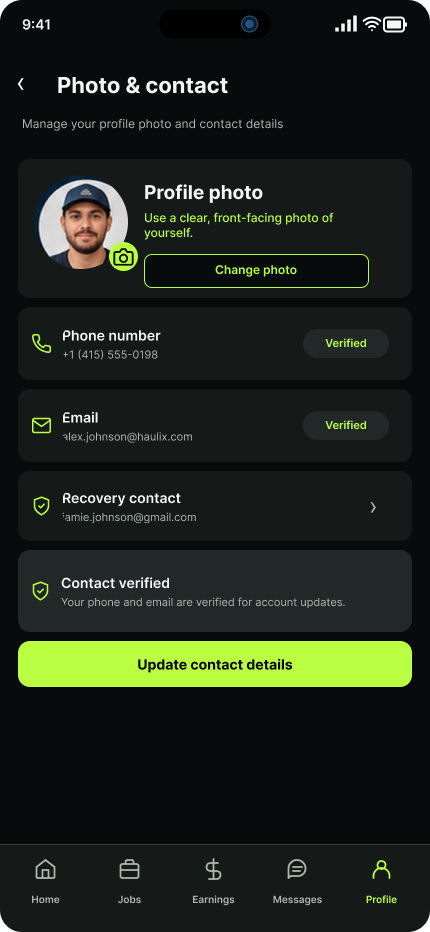 9:41
Photo & contact
Manage your profile photo and contact details
Profile photo
Use a clear, front-facing photo of
yourself.
Change photo
Phone number
+1 (415) 555-0198
Verified
Email
alex.johnson@haulix.com
Verified
Recovery contact
jamie.johnson@gmail.com
Contact verified
Your phone and email are verified for account updates.
Update contact details
Home
Jobs
Earnings
Messages
Profile